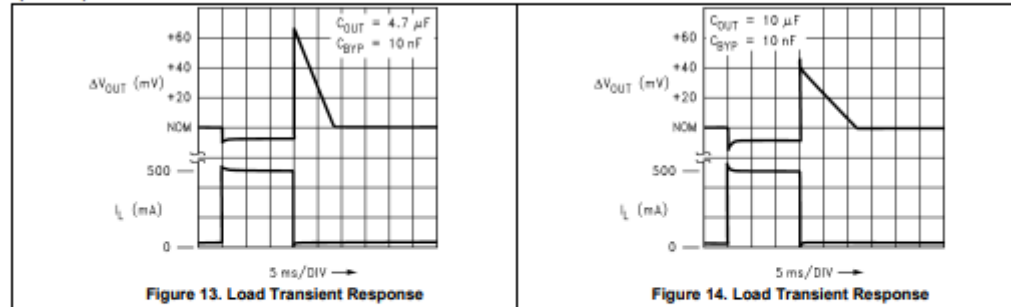 C_OUT = 4.7 µF
C_BYP = 10 nF
+60
+40
ΔV_OUT (mV)
+20
NOM
500
I_L (mA)
0
5 ms/DIV →
Figure 13. Load Transient Response
C_OUT = 10 µF
C_BYP = 10 nF
+60
+40
ΔV_OUT (mV)
+20
NOM
500
I_L (mA)
0
5 ms/DIV →
Figure 14. Load Transient Response